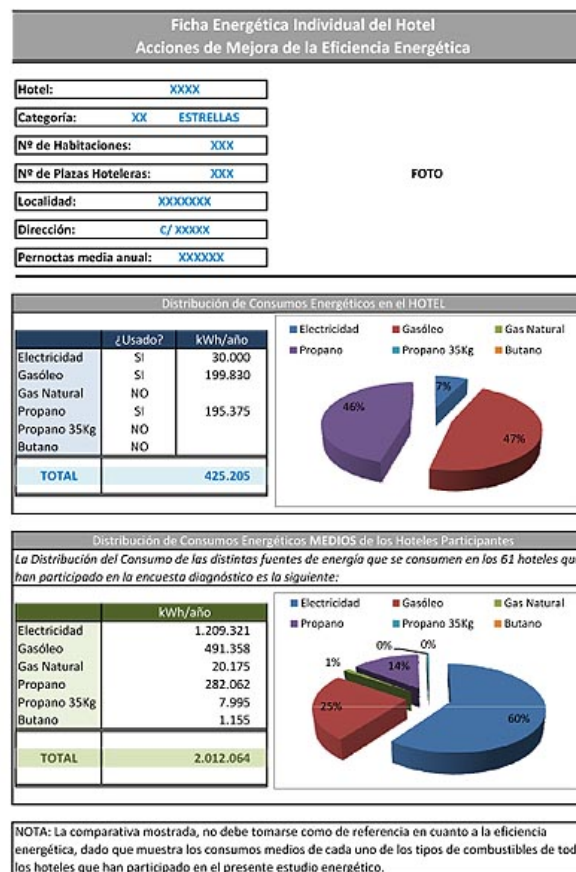 Ficha Energética Individual del Hotel
Acciones de Mejora de la Eficiencia Energética
Hotel: XXXX
Categoría: XX ESTRELLAS
Nº de Habitaciones: XXX
Nº de Plazas Hoteleras: XXX
Localidad: XXXXXXX
Dirección: C/ XXXXX
Pernoctas media anual: XXXXXX
FOTO
Distribución de Consumos Energéticos en el HOTEL
¿Usado? kWh/año
Electricidad SI 30.000
Gasóleo SI 199.830
Gas Natural NO
Propano SI 195.375
Propano 35Kg NO
Butano NO
TOTAL 425.205
Electricidad Gasóleo Gas Natural
Propano Propano 35Kg Butano
7%
46%
47%
Distribución de Consumos Energéticos MEDIOS de los Hoteles Participantes
La Distribución del Consumo de las distintas fuentes de energía que se consumen en los 61 hoteles qu
han participado en la encuesta diagnóstico es la siguiente:
kWh/año
Electricidad 1.209.321
Gasóleo 491.358
Gas Natural 20.175
Propano 282.062
Propano 35Kg 7.995
Butano 1.155
TOTAL 2.012.064
Electricidad Gasóleo Gas Natural
Propano Propano 35Kg Butano
0% 0%
1% 14%
25%
60%
NOTA: La comparativa mostrada, no debe tomarse como de referencia en cuanto a la eficiencia
energética, dado que muestra los consumos medios de cada uno de los tipos de combustibles de tod
los hoteles que han participado en el presente estudio energético.